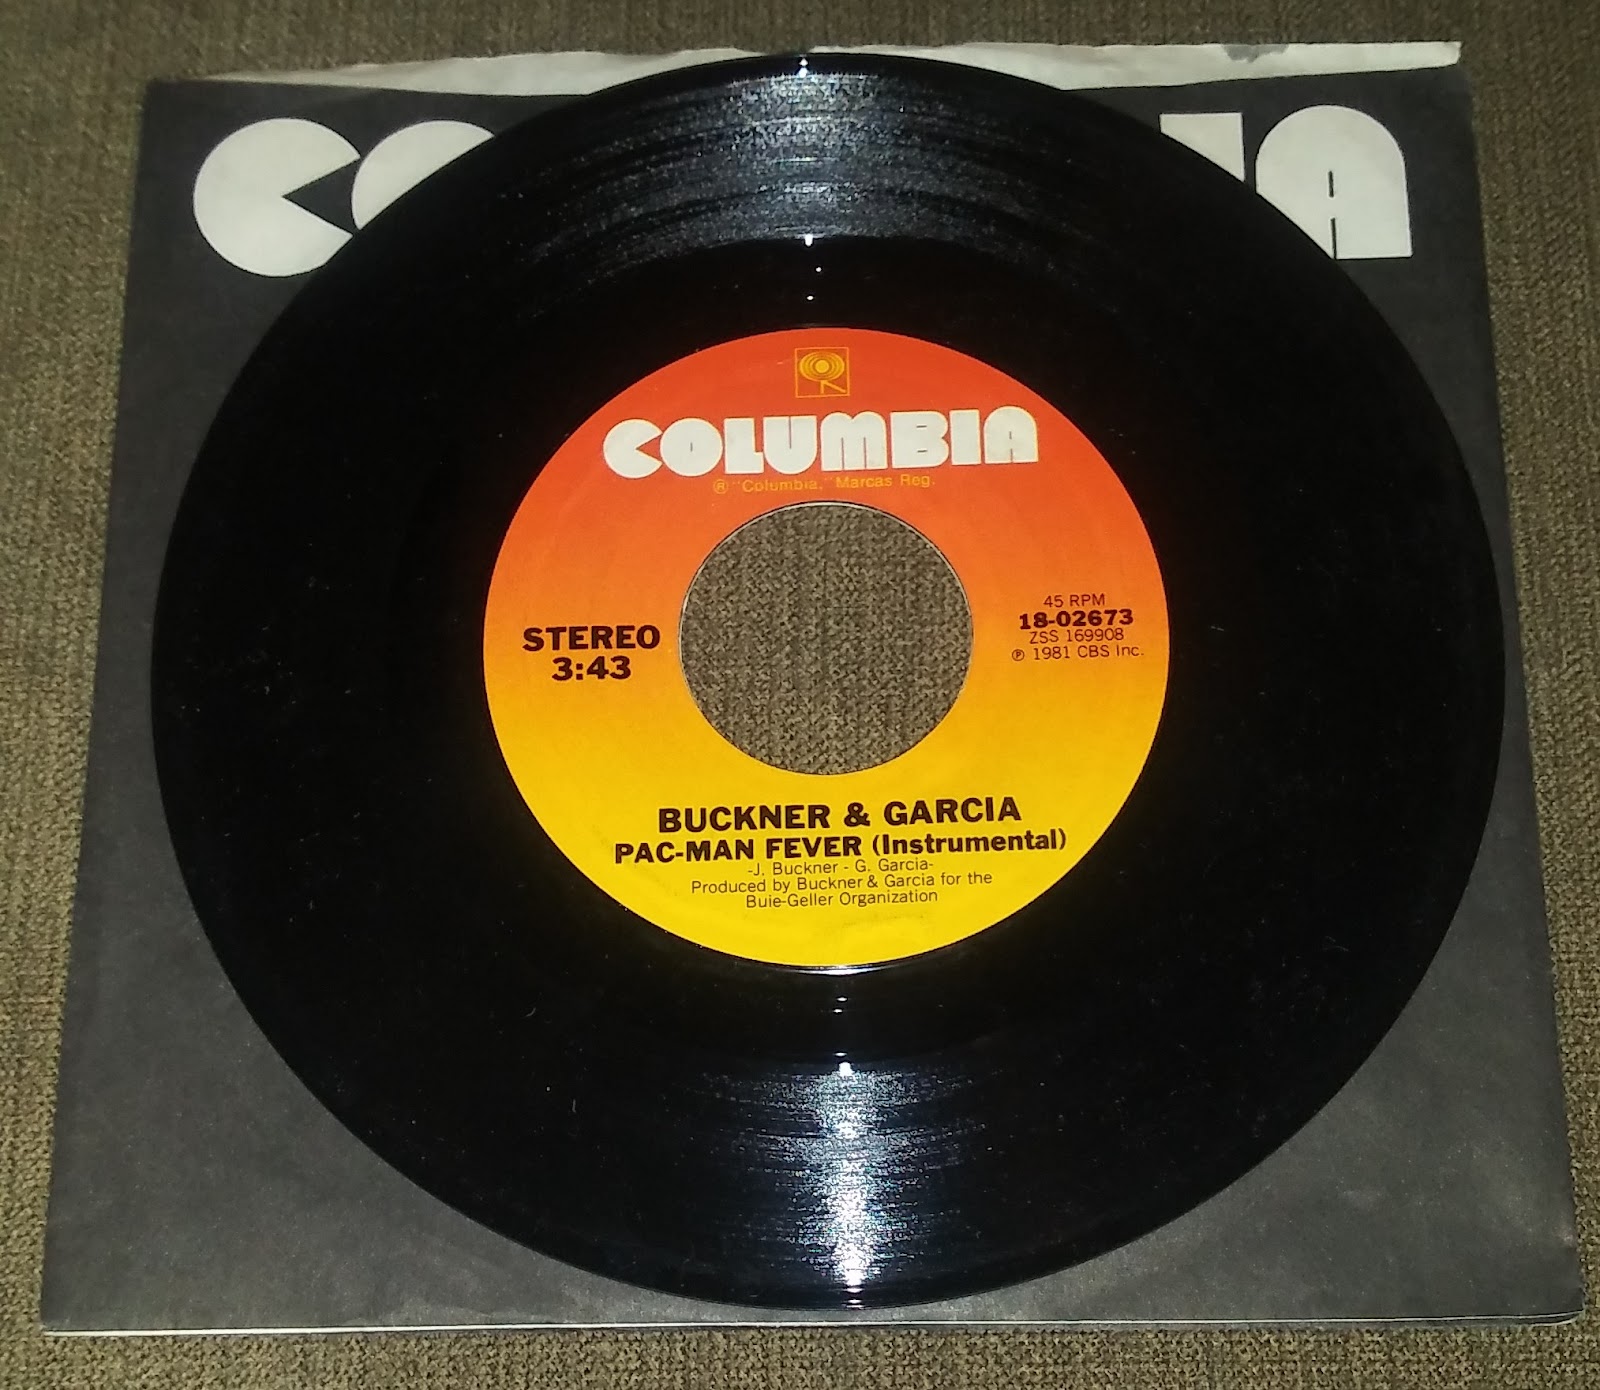 COLUMBIA
® "Columbia," Marcas Reg.
STEREO
3:43
45 RPM
18-02673
ZSS 169908
℗ 1981 CBS Inc.
BUCKNER & GARCIA
PAC-MAN FEVER (Instrumental)
-J. Buckner - G. Garcia-
Produced by Buckner & Garcia for the
Buie-Geller Organization